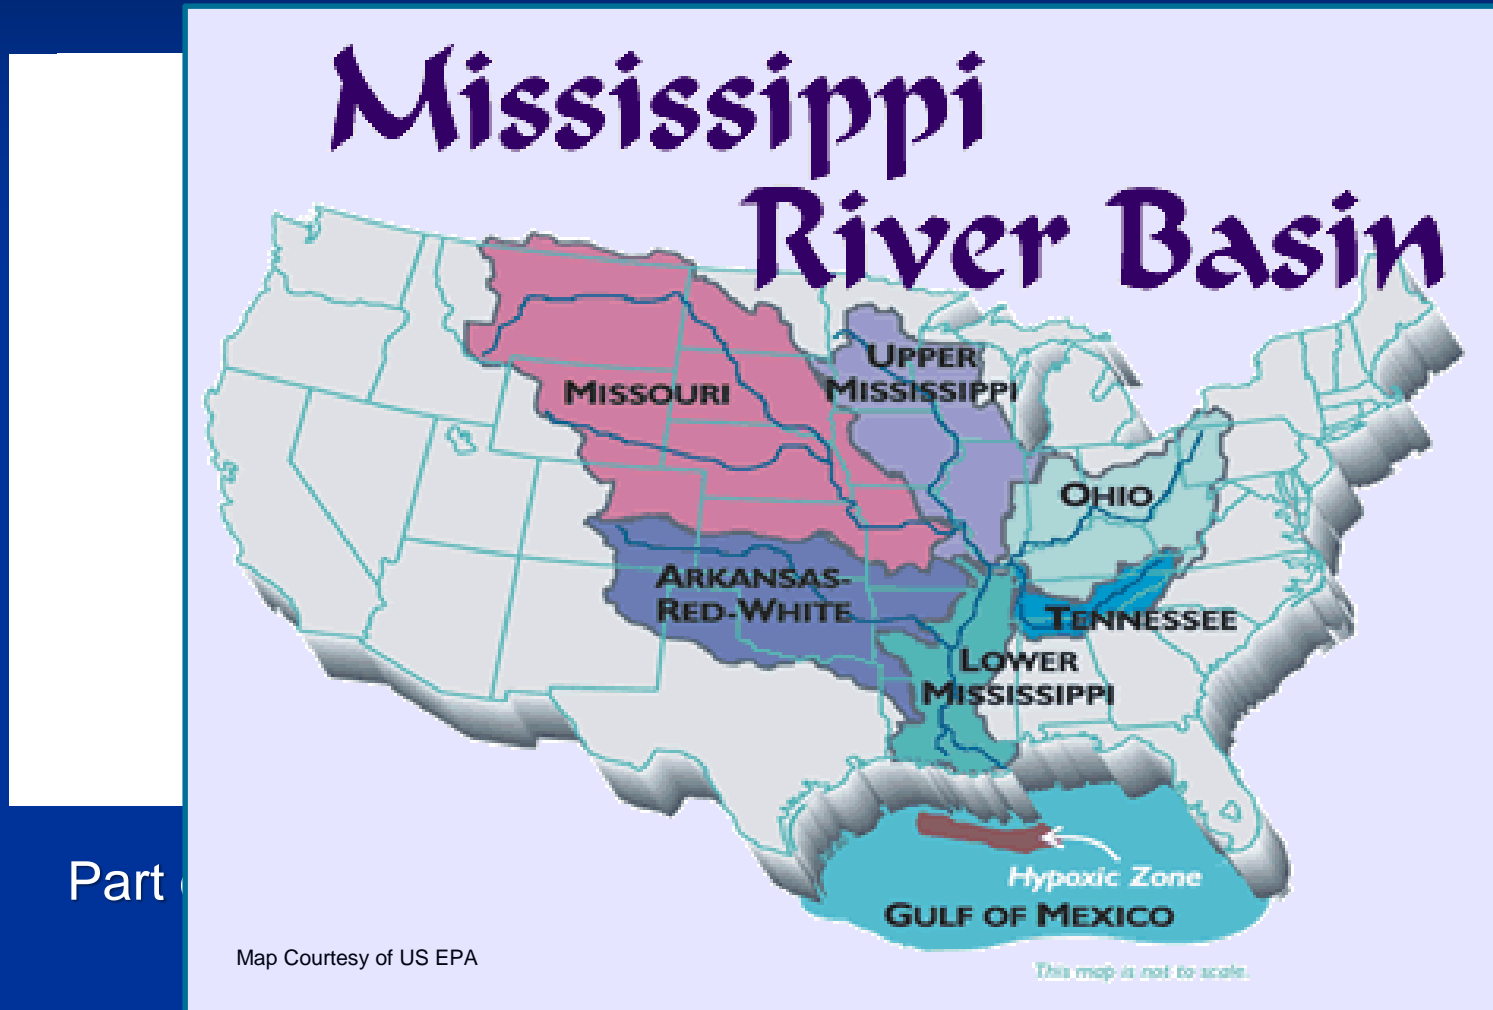 Mississippi
River Basin
UPPER
MISSISSIPPI
MISSOURI
OHIO
ARKANSAS-
RED-WHITE
TENNESSEE
LOWER
MISSISSIPPI
Hypoxic Zone
GULF OF MEXICO
Part
Map Courtesy of US EPA
This map is not to scale.